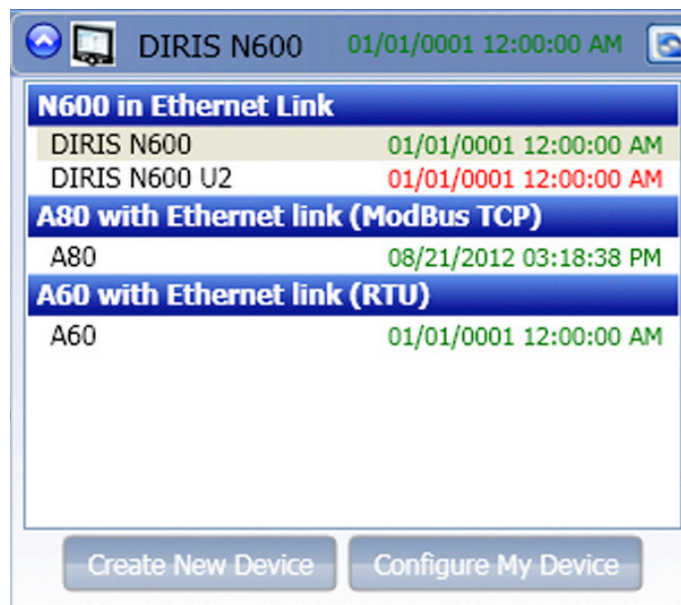 DIRIS N600 01/01/0001 12:00:00 AM
N600 in Ethernet Link
DIRIS N600 01/01/0001 12:00:00 AM
DIRIS N600 U2 01/01/0001 12:00:00 AM
A80 with Ethernet link (ModBus TCP)
A80 08/21/2012 03:18:38 PM
A60 with Ethernet link (RTU)
A60 01/01/0001 12:00:00 AM
Create New Device Configure My Device